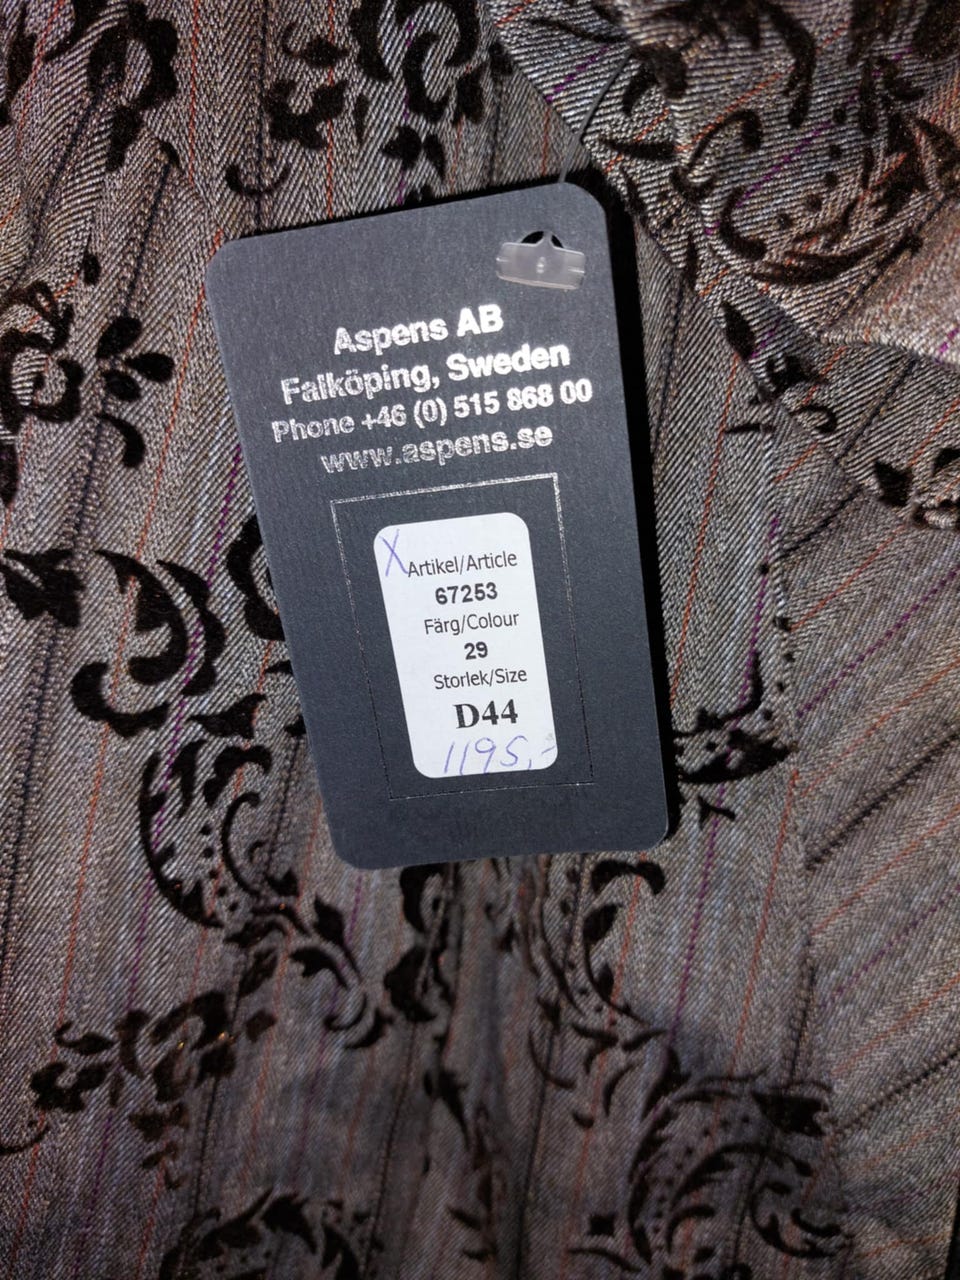 Aspens AB
Falköping, Sweden
Phone +46 (0) 515 868 00
www.aspens.se
X
Artikel/Article
67253
Färg/Colour
29
Storlek/Size
D44
1195,-